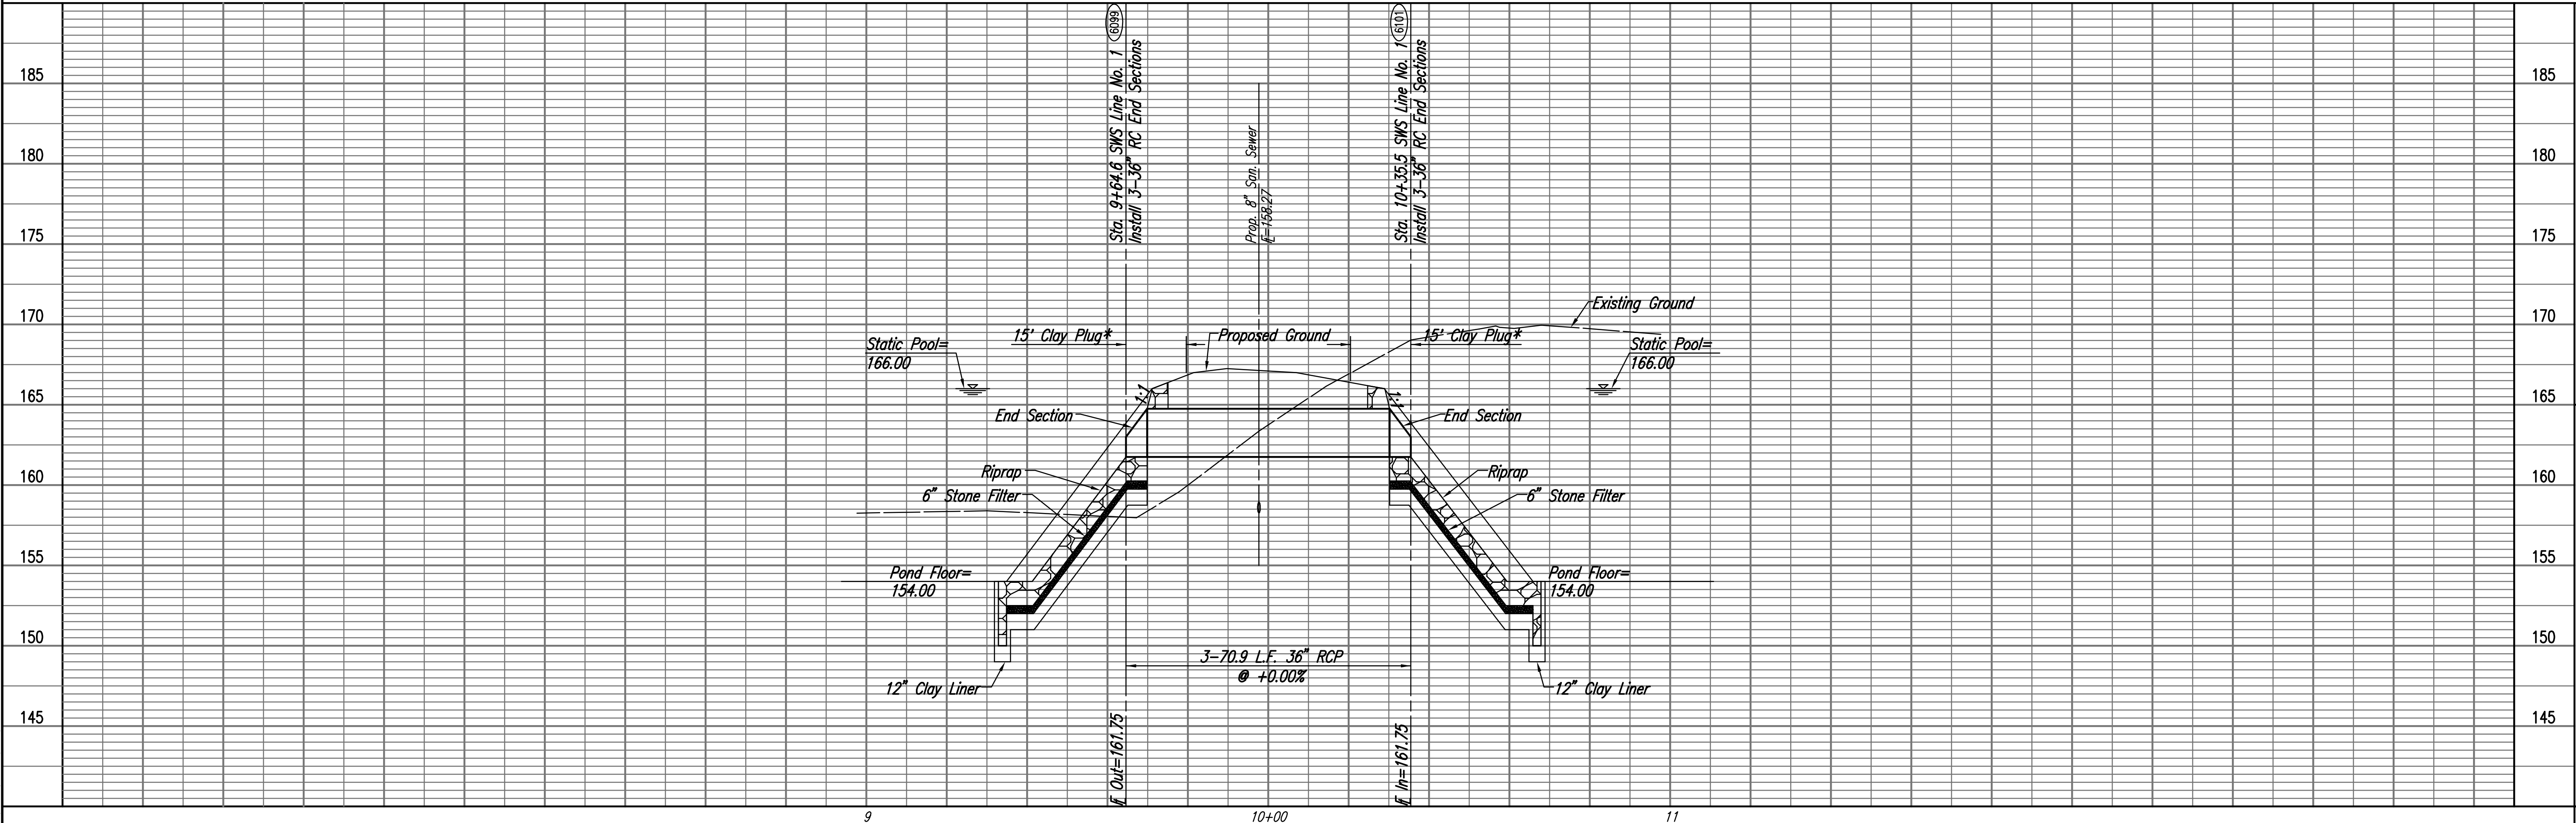 6099
Sta. 9+64.6 SWS Line No. 1
Install 3-36" RC End Sections
6101
Sta. 10+35.5 SWS Line No. 1
Install 3-36" RC End Sections
Prop. 8" San. Sewer
fL=158.27
185
185
180
180
175
175
170
170
165
165
160
160
155
155
150
150
145
145
Existing Ground
15' Clay Plug*
Proposed Ground
15' Clay Plug*
Static Pool=
166.00
Static Pool=
166.00
1:1
1:1
End Section
End Section
Riprap
Riprap
6" Stone Filter
6" Stone Filter
Pond Floor=
154.00
Pond Floor=
154.00
3-70.9 L.F. 36" RCP
@ +0.00%
12" Clay Liner
12" Clay Liner
fL Out=161.75
fL In=161.75
9
10+00
11